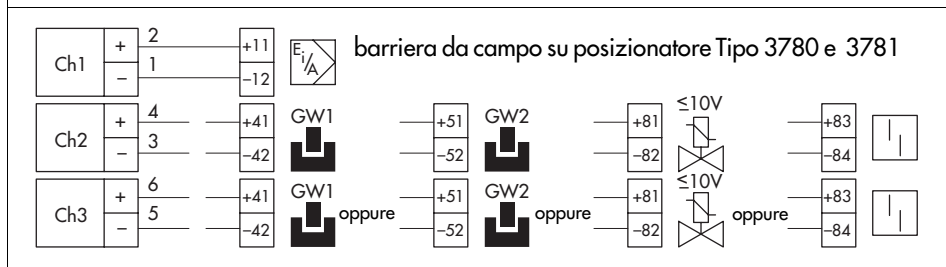 barriera da campo su posizionatore Tipo 3780 e 3781
Ch1 + 2 +11 Ei/A
− 1 −12
Ch2 + 4 +41 GW1 +51 GW2 +81 ≤10V +83
− 3 −42 −52 −82 −84
Ch3 + 6 +41 GW1 +51 GW2 +81 ≤10V +83
− 5 −42 oppure −52 oppure −82 oppure −84